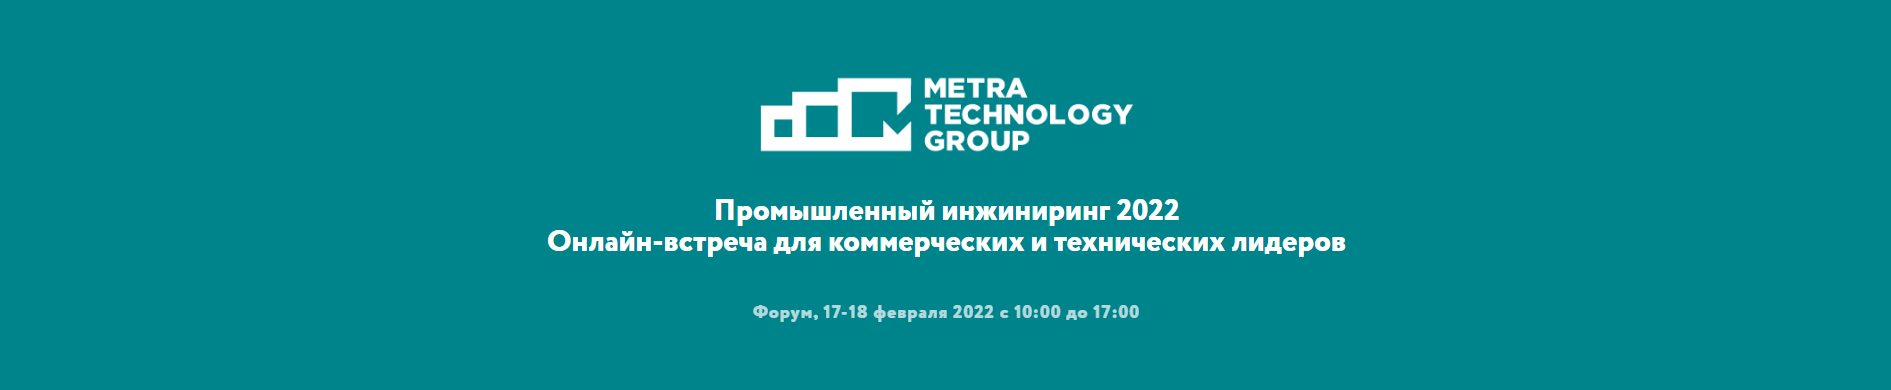 METRA
TECHNOLOGY
GROUP
Промышленный инжиниринг 2022
Онлайн-встреча для коммерческих и технических лидеров
Форум, 17-18 февраля 2022 с 10:00 до 17:00